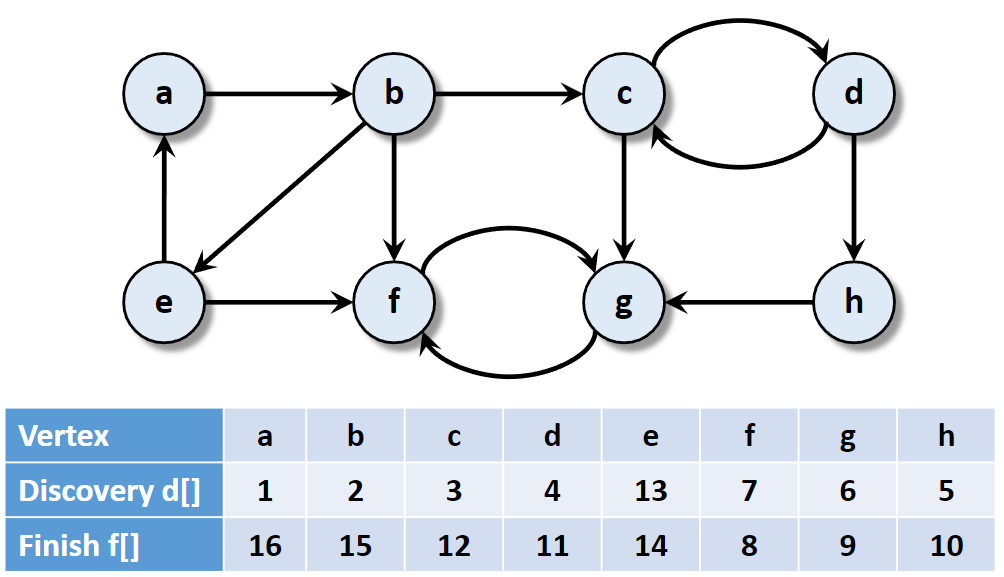 a b c d
e f g h
Vertex a b c d e f g h
Discovery d[] 1 2 3 4 13 7 6 5
Finish f[] 16 15 12 11 14 8 9 10